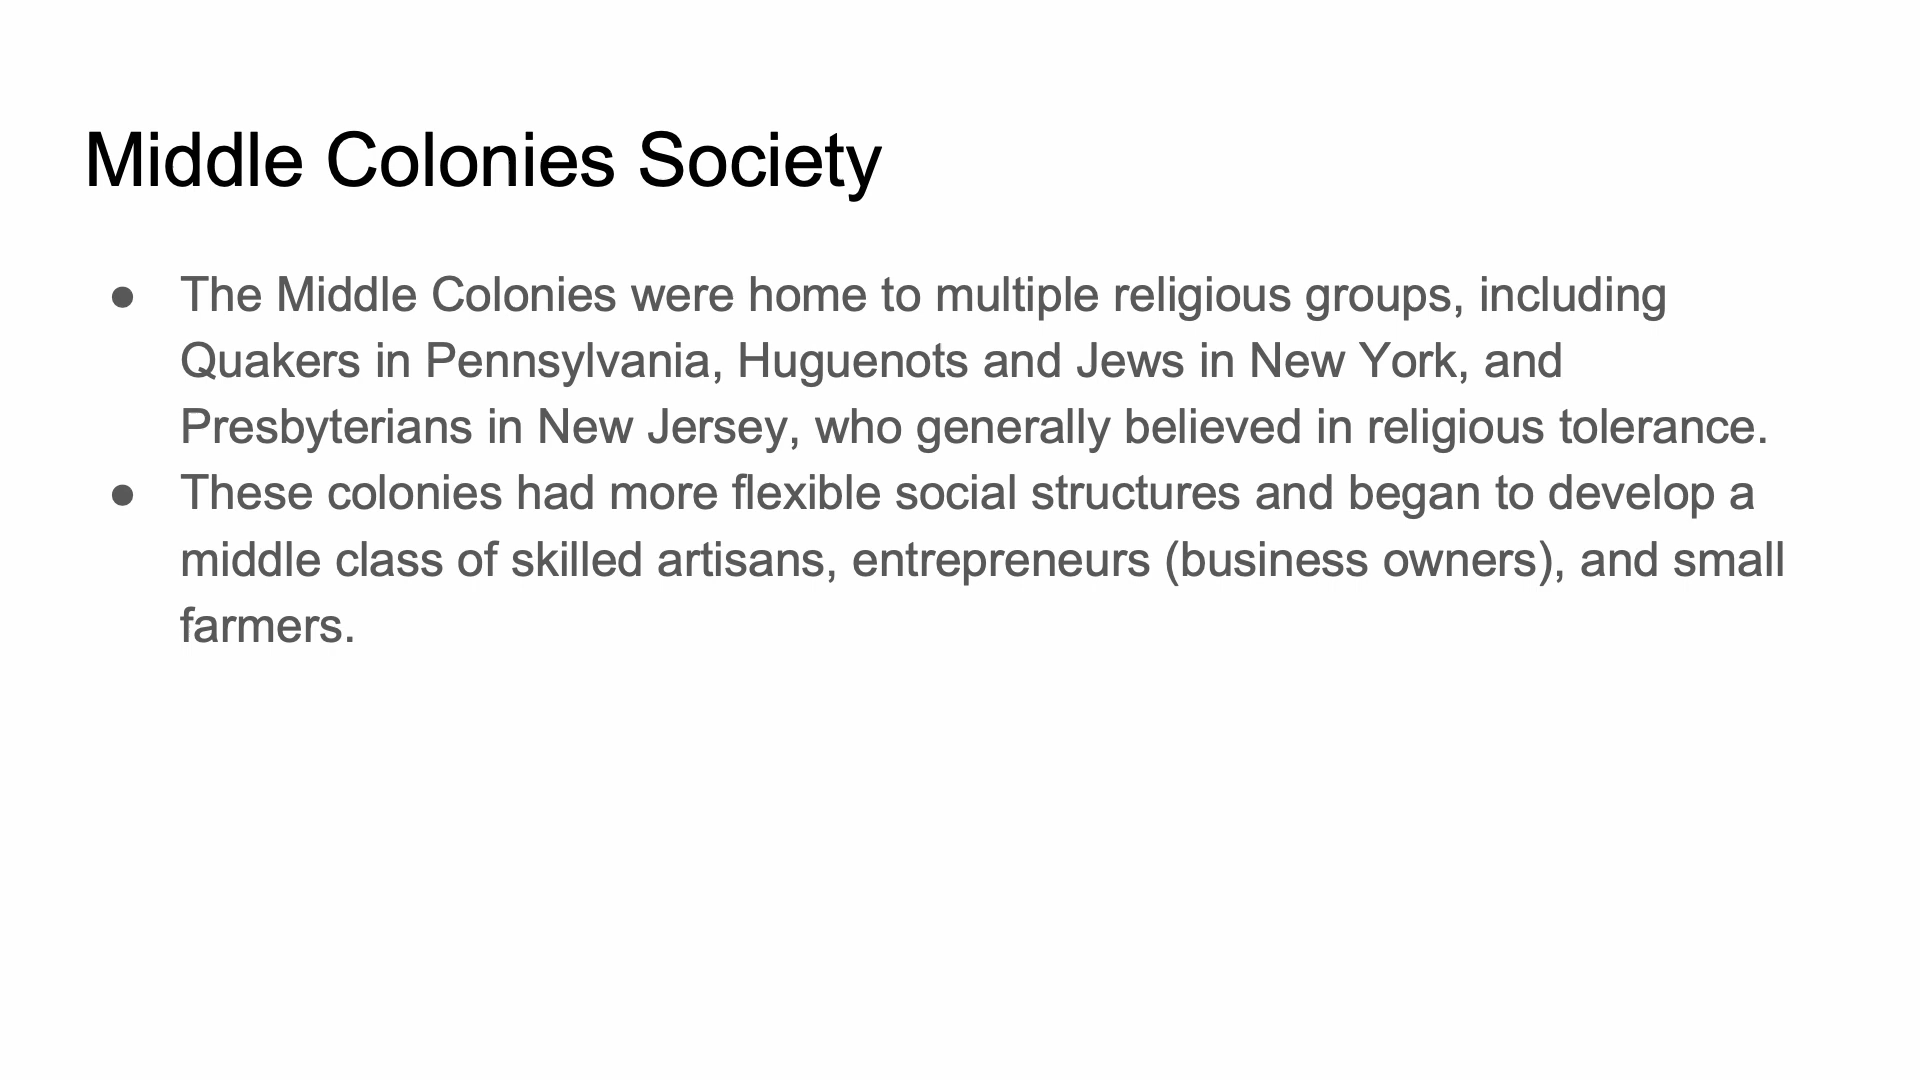 Middle Colonies Society
● The Middle Colonies were home to multiple religious groups, including
Quakers in Pennsylvania, Huguenots and Jews in New York, and
Presbyterians in New Jersey, who generally believed in religious tolerance.
● These colonies had more flexible social structures and began to develop a
middle class of skilled artisans, entrepreneurs (business owners), and small
farmers.